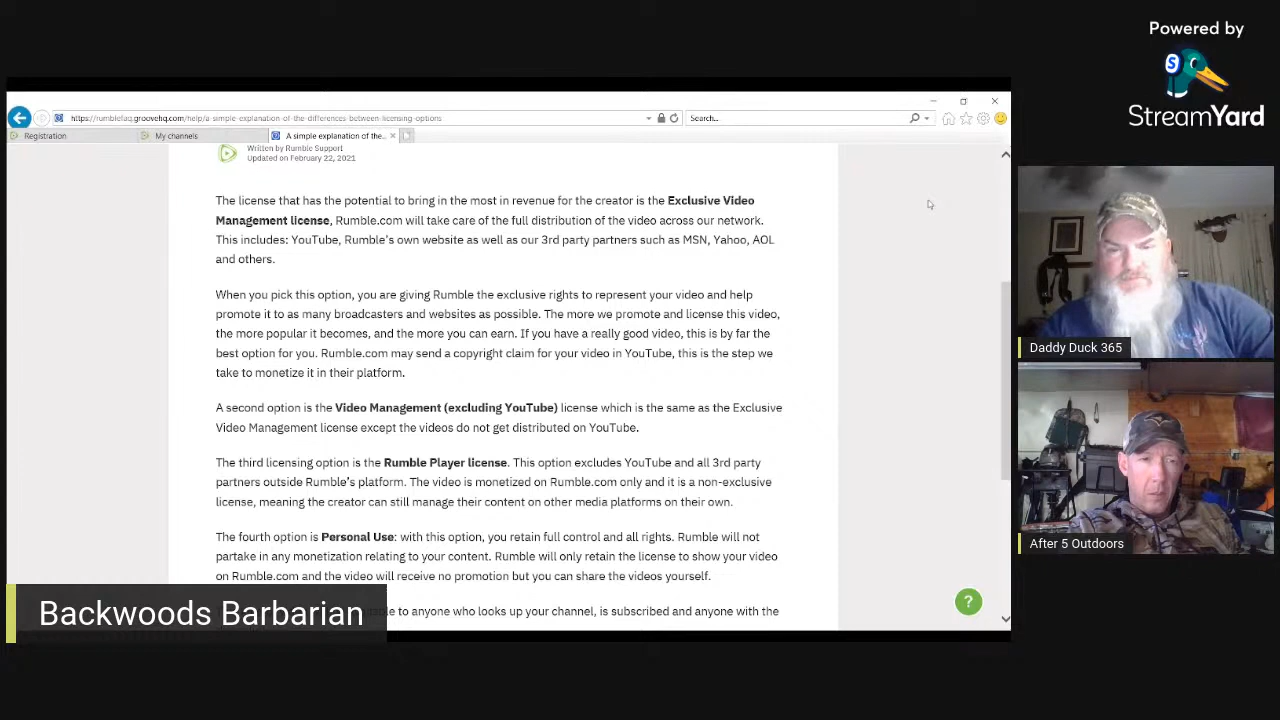 Powered by
S
StreamYard
https://rumblefaq.groovehq.com/help/a-simple-explanation-of-the-differences-between-licensing-options
Search...
Registration
My channels
A simple explanation of the...
Written by Rumble Support
Updated on February 22, 2021
The license that has the potential to bring in the most in revenue for the creator is the Exclusive Video
Management license, Rumble.com will take care of the full distribution of the video across our network.
This includes: YouTube, Rumble's own website as well as our 3rd party partners such as MSN, Yahoo, AOL
and others.
When you pick this option, you are giving Rumble the exclusive rights to represent your video and help
promote it to as many broadcasters and websites as possible. The more we promote and license this video,
the more popular it becomes, and the more you can earn. If you have a really good video, this is by far the
best option for you. Rumble.com may send a copyright claim for your video in YouTube, this is the step we
take to monetize it in their platform.
A second option is the Video Management (excluding YouTube) license which is the same as the Exclusive
Video Management license except the videos do not get distributed on YouTube.
The third licensing option is the Rumble Player license. This option excludes YouTube and all 3rd party
partners outside Rumble's platform. The video is monetized on Rumble.com only and it is a non-exclusive
license, meaning the creator can still manage their content on other media platforms on their own.
The fourth option is Personal Use: with this option, you retain full control and all rights. Rumble will not
partake in any monetization relating to your content. Rumble will only retain the license to show your video
on Rumble.com and the video will receive no promotion but you can share the videos yourself.
to anyone who looks up your channel, is subscribed and anyone with the
?
Backwoods Barbarian
Daddy Duck 365
After 5 Outdoors